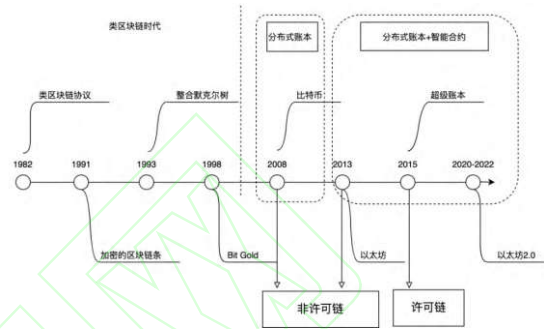 类区块链时代
分布式账本
分布式账本+智能合约
类区块链协议
整合默克尔树
比特币
超级账本
1982
1991
1993
1998
2008
2013
2015
2020-2022
加密的区块链条
Bit Gold
以太坊
以太坊2.0
非许可链
许可链